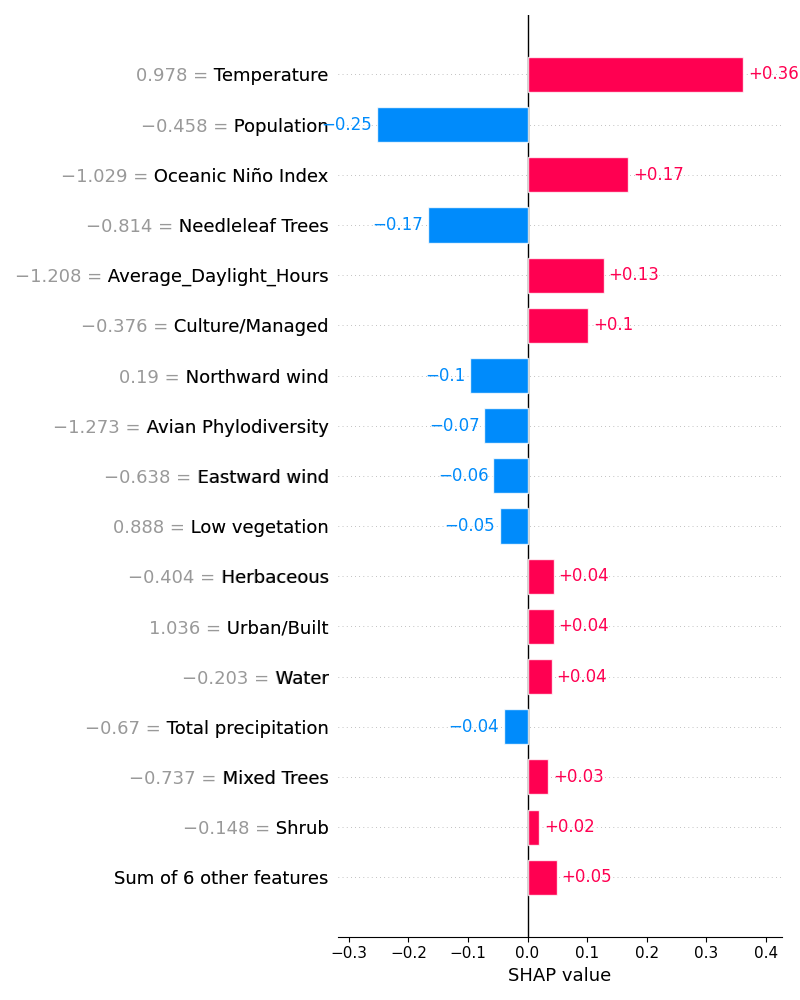 0.978 = Temperature +0.36
−0.458 = Population −0.25
−1.029 = Oceanic Niño Index +0.17
−0.814 = Needleleaf Trees −0.17
−1.208 = Average_Daylight_Hours +0.13
−0.376 = Culture/Managed +0.1
0.19 = Northward wind −0.1
−1.273 = Avian Phylodiversity −0.07
−0.638 = Eastward wind −0.06
0.888 = Low vegetation −0.05
−0.404 = Herbaceous +0.04
1.036 = Urban/Built +0.04
−0.203 = Water +0.04
−0.67 = Total precipitation −0.04
−0.737 = Mixed Trees +0.03
−0.148 = Shrub +0.02
Sum of 6 other features +0.05
−0.3 −0.2 −0.1 0.0 0.1 0.2 0.3 0.4
SHAP value